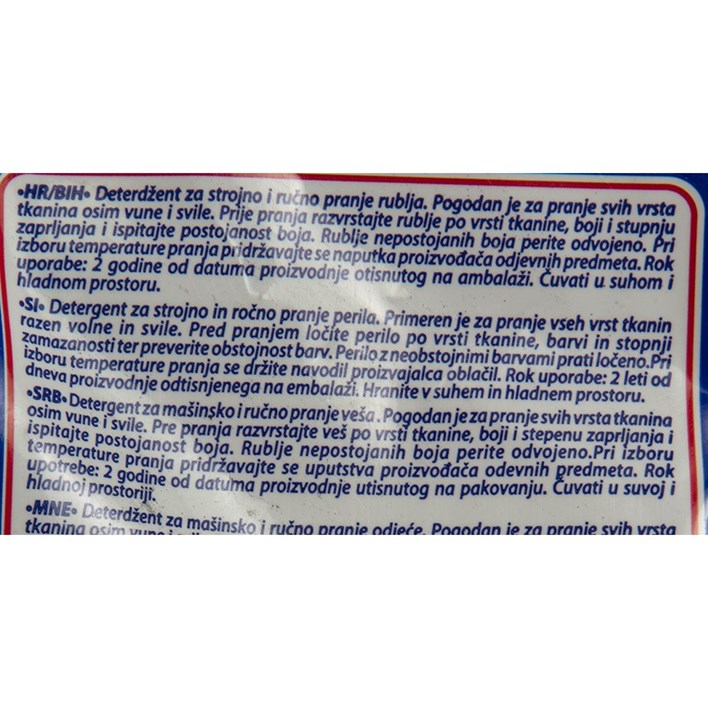 •HR/BIH• Deterdžent za strojno i ručno pranje rublja. Pogodan je za pranje svih vrsta
tkanina osim vune i svile. Prije pranja razvrstajte rublje po vrsti tkanine, boji i stupnju
zaprljanja i ispitajte postojanost boja. Rublje nepostojanih boja perite odvojeno. Pri
izboru temperature pranja pridržavajte se naputka proizvođača odjevnih predmeta. Rok
uporabe: 2 godine od datuma proizvodnje otisnutog na ambalaži. Čuvati u suhom i
hladnom prostoru.
•SI• Detergent za strojno in ročno pranje perila. Primeren je za pranje vseh vrst tkanin
razen volne in svile. Pred pranjem ločite perilo po vrsti tkanine, barvi in stopnji
zamazanosti ter preverite obstojnost barv. Perilo z neobstojnimi barvami prati ločeno.Pri
izboru temperature pranja se držite navodil proizvajalca oblačil. Rok uporabe: 2 leti od
dneva proizvodnje odtisnjenega na embalaži. Hranite v suhem in hladnem prostoru.
•SRB• Detergent za mašinsko i ručno pranje veša. Pogodan je za pranje svih vrsta tkanina
osim vune i svile. Pre pranja razvrstajte veš po vrsti tkanine, boji i stepenu zaprljanja i
ispitajte postojanost boja. Rublje nepostojanih boja perite odvojeno.Pri izboru
temperature pranja pridržavajte se uputstva proizvođača odevnih predmeta. Rok
upotrebe: 2 godine od datuma proizvodnje utisnutog na pakovanju. Čuvati u suvoj i
hladnoj prostoriji.
•MNE• Deterdžent za mašinsko i ručno pranje odjeće. Pogodan je za pranje svih vrsta
tkanina osim vune i